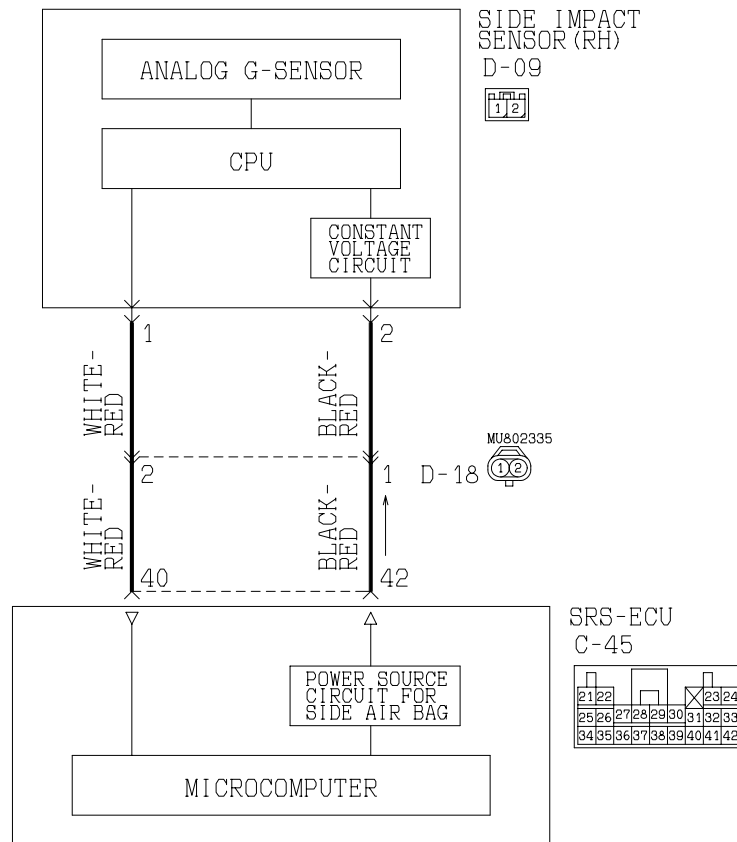 SIDE IMPACT
SENSOR(RH)
D-09
1 2
ANALOG G-SENSOR
CPU
CONSTANT
VOLTAGE
CIRCUIT
1
2
WHITE-
RED
BLACK-
RED
MU802335
2
1
D-18
1 2
WHITE-
RED
BLACK-
RED
40
42
SRS-ECU
C-45
POWER SOURCE
CIRCUIT FOR
SIDE AIR BAG
21 22 23 24
25 26 27 28 29 30 31 32 33
34 35 36 37 38 39 40 41 42
MICROCOMPUTER